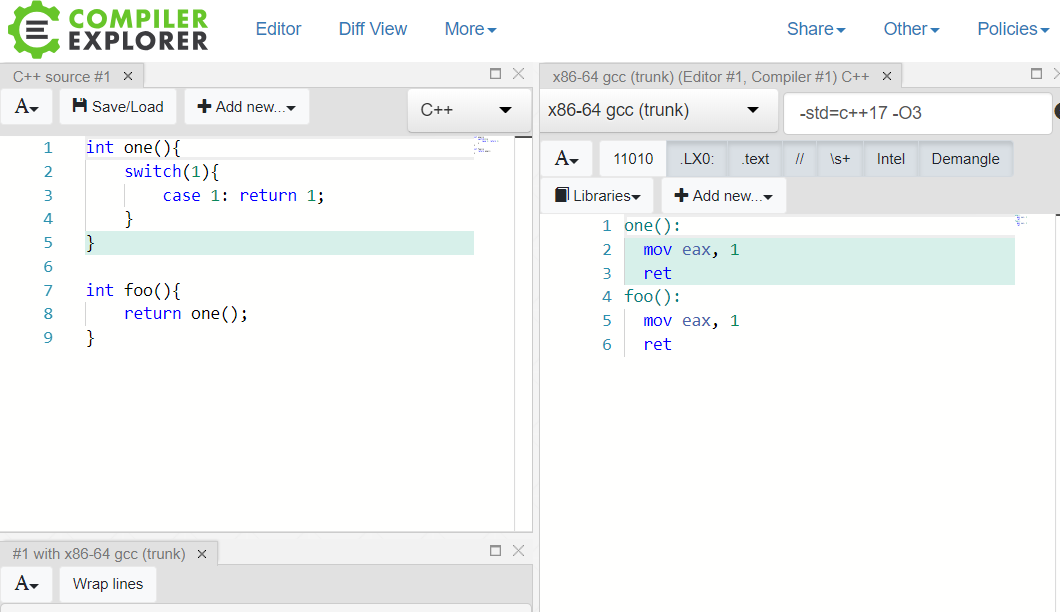 COMPILER EXPLORER Editor Diff View More Share Other Policies
C++ source #1 ×
A Save/Load Add new... C++
1 int one(){
2 switch(1){
3 case 1: return 1;
4 }
5 }
6
7 int foo(){
8 return one();
9 }
#1 with x86-64 gcc (trunk) ×
A Wrap lines
x86-64 gcc (trunk) (Editor #1, Compiler #1) C++ ×
x86-64 gcc (trunk) -std=c++17 -O3
A 11010 .LX0: .text // \s+ Intel Demangle
Libraries Add new...
1 one():
2 mov eax, 1
3 ret
4 foo():
5 mov eax, 1
6 ret